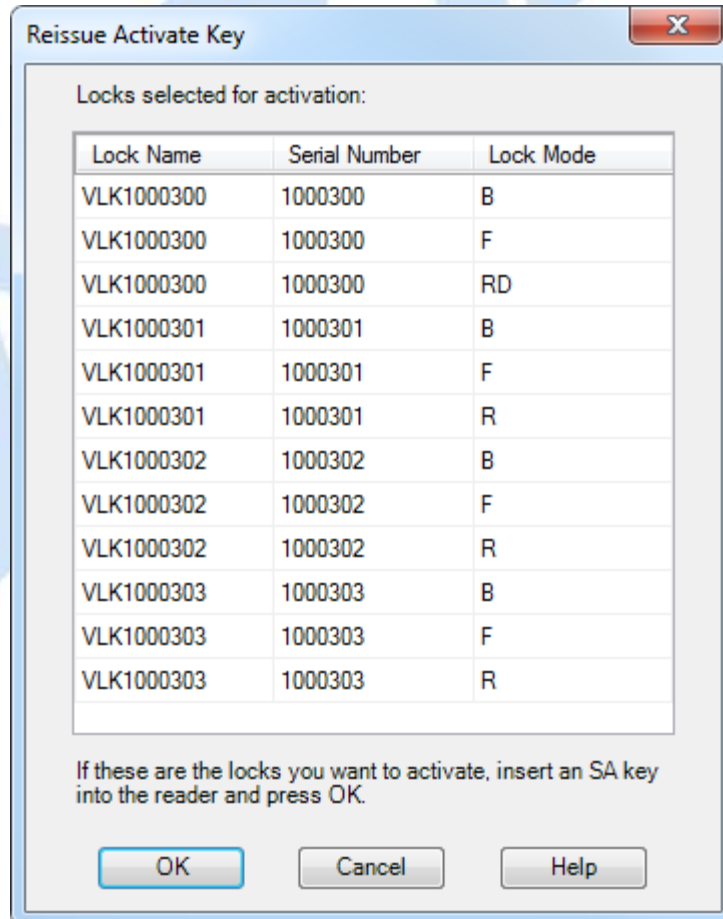 Reissue Activate Key
Locks selected for activation:
Lock Name Serial Number Lock Mode
VLK1000300 1000300 B
VLK1000300 1000300 F
VLK1000300 1000300 RD
VLK1000301 1000301 B
VLK1000301 1000301 F
VLK1000301 1000301 R
VLK1000302 1000302 B
VLK1000302 1000302 F
VLK1000302 1000302 R
VLK1000303 1000303 B
VLK1000303 1000303 F
VLK1000303 1000303 R
If these are the locks you want to activate, insert an SA key
into the reader and press OK.
OK Cancel Help